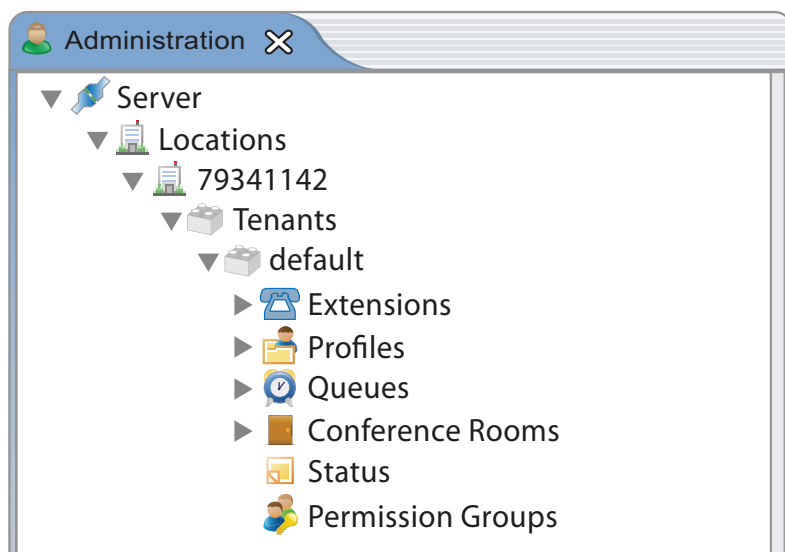 Administration
Server
Locations
79341142
Tenants
default
Extensions
Profiles
Queues
Conference Rooms
Status
Permission Groups